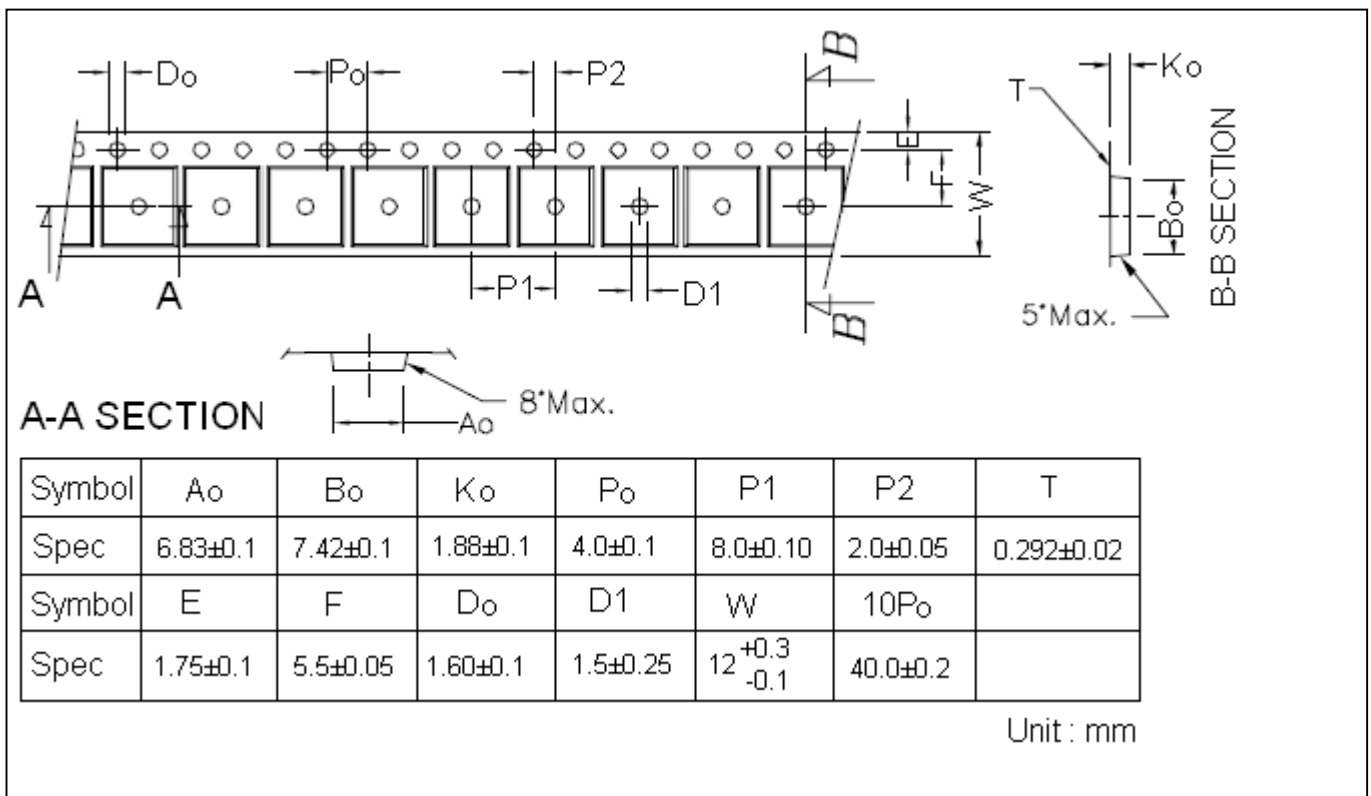 Do
Po
P2
B
Ko
T
E
F
W
Bo
B-B SECTION
A
A
P1
D1
B
5°Max.
8°Max.
A-A SECTION
Ao
Symbol Ao Bo Ko Po P1 P2 T
Spec 6.83±0.1 7.42±0.1 1.88±0.1 4.0±0.1 8.0±0.10 2.0±0.05 0.292±0.02
Symbol E F Do D1 W 10Po
Spec 1.75±0.1 5.5±0.05 1.60±0.1 1.5±0.25 12 +0.3 -0.1 40.0±0.2
Unit : mm